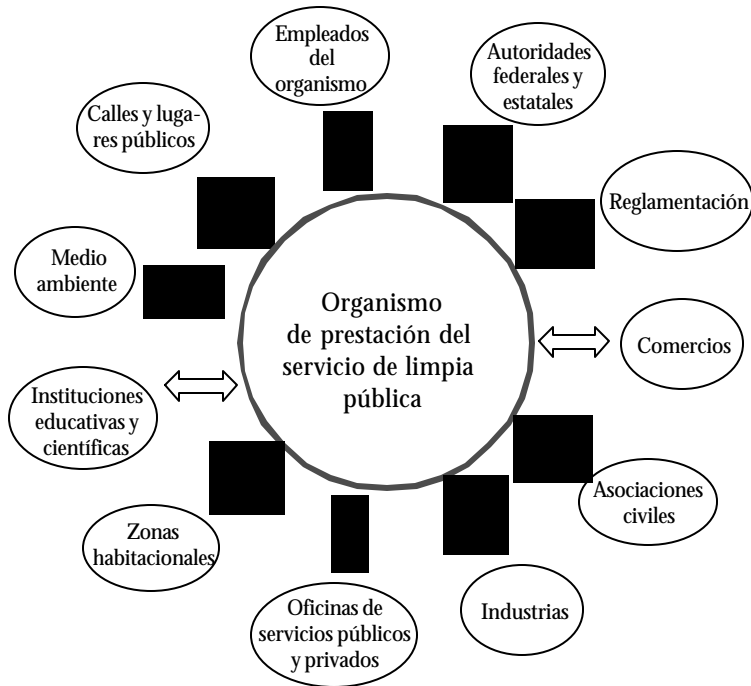 Empleados
del
organismo
Autoridades
federales y
estatales
Calles y luga-
res públicos
Reglamentación
Medio
ambiente
Organismo
de prestación del
servicio de limpia
pública
Comercios
Instituciones
educativas y
científicas
Asociaciones
civiles
Zonas
habitacionales
Industrias
Oficinas de
servicios públicos
y privados